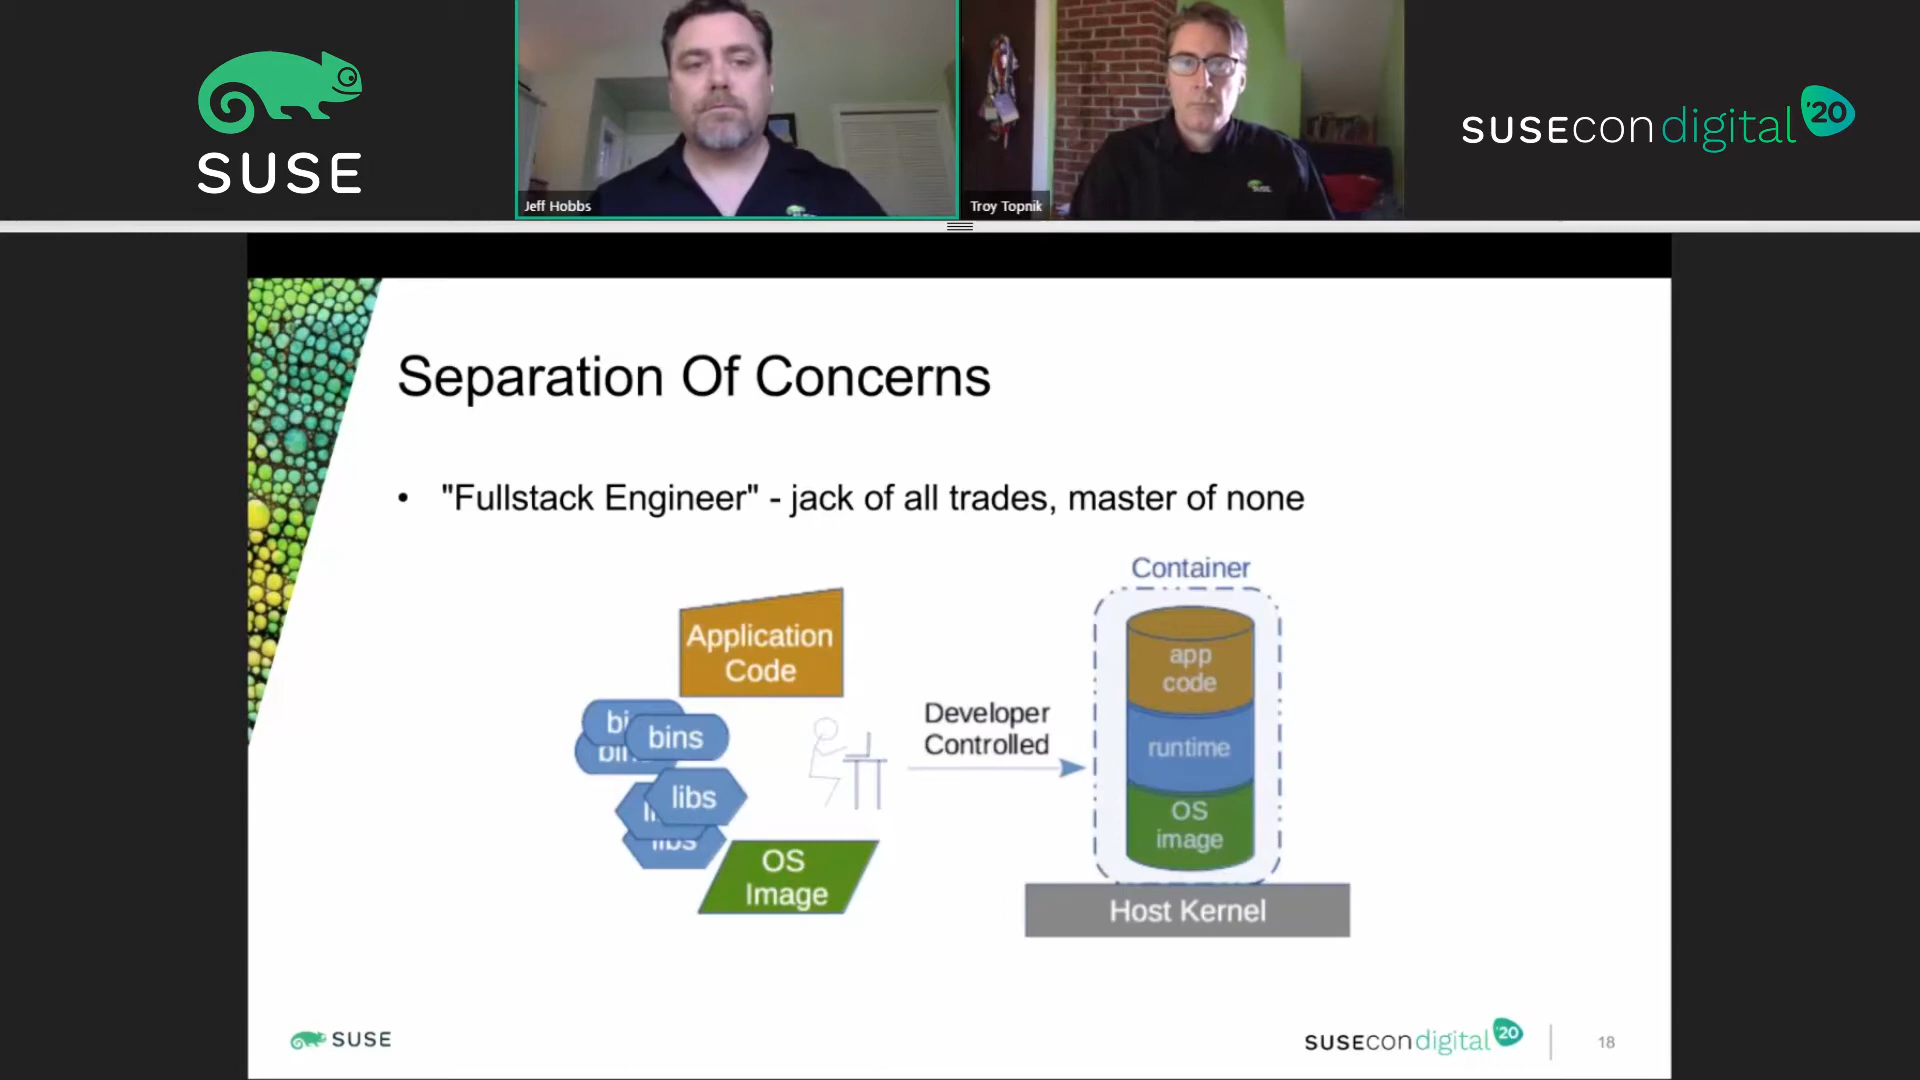 SUSE
Jeff Hobbs
Troy Topnik
SUSE
SUSEcon digital '20
Separation Of Concerns
• "Fullstack Engineer" - jack of all trades, master of none
Application
Code
bins
libs
OS
Image
Developer
Controlled
Container
app
code
runtime
OS
image
Host Kernel
SUSE
SUSEcon digital '20
18